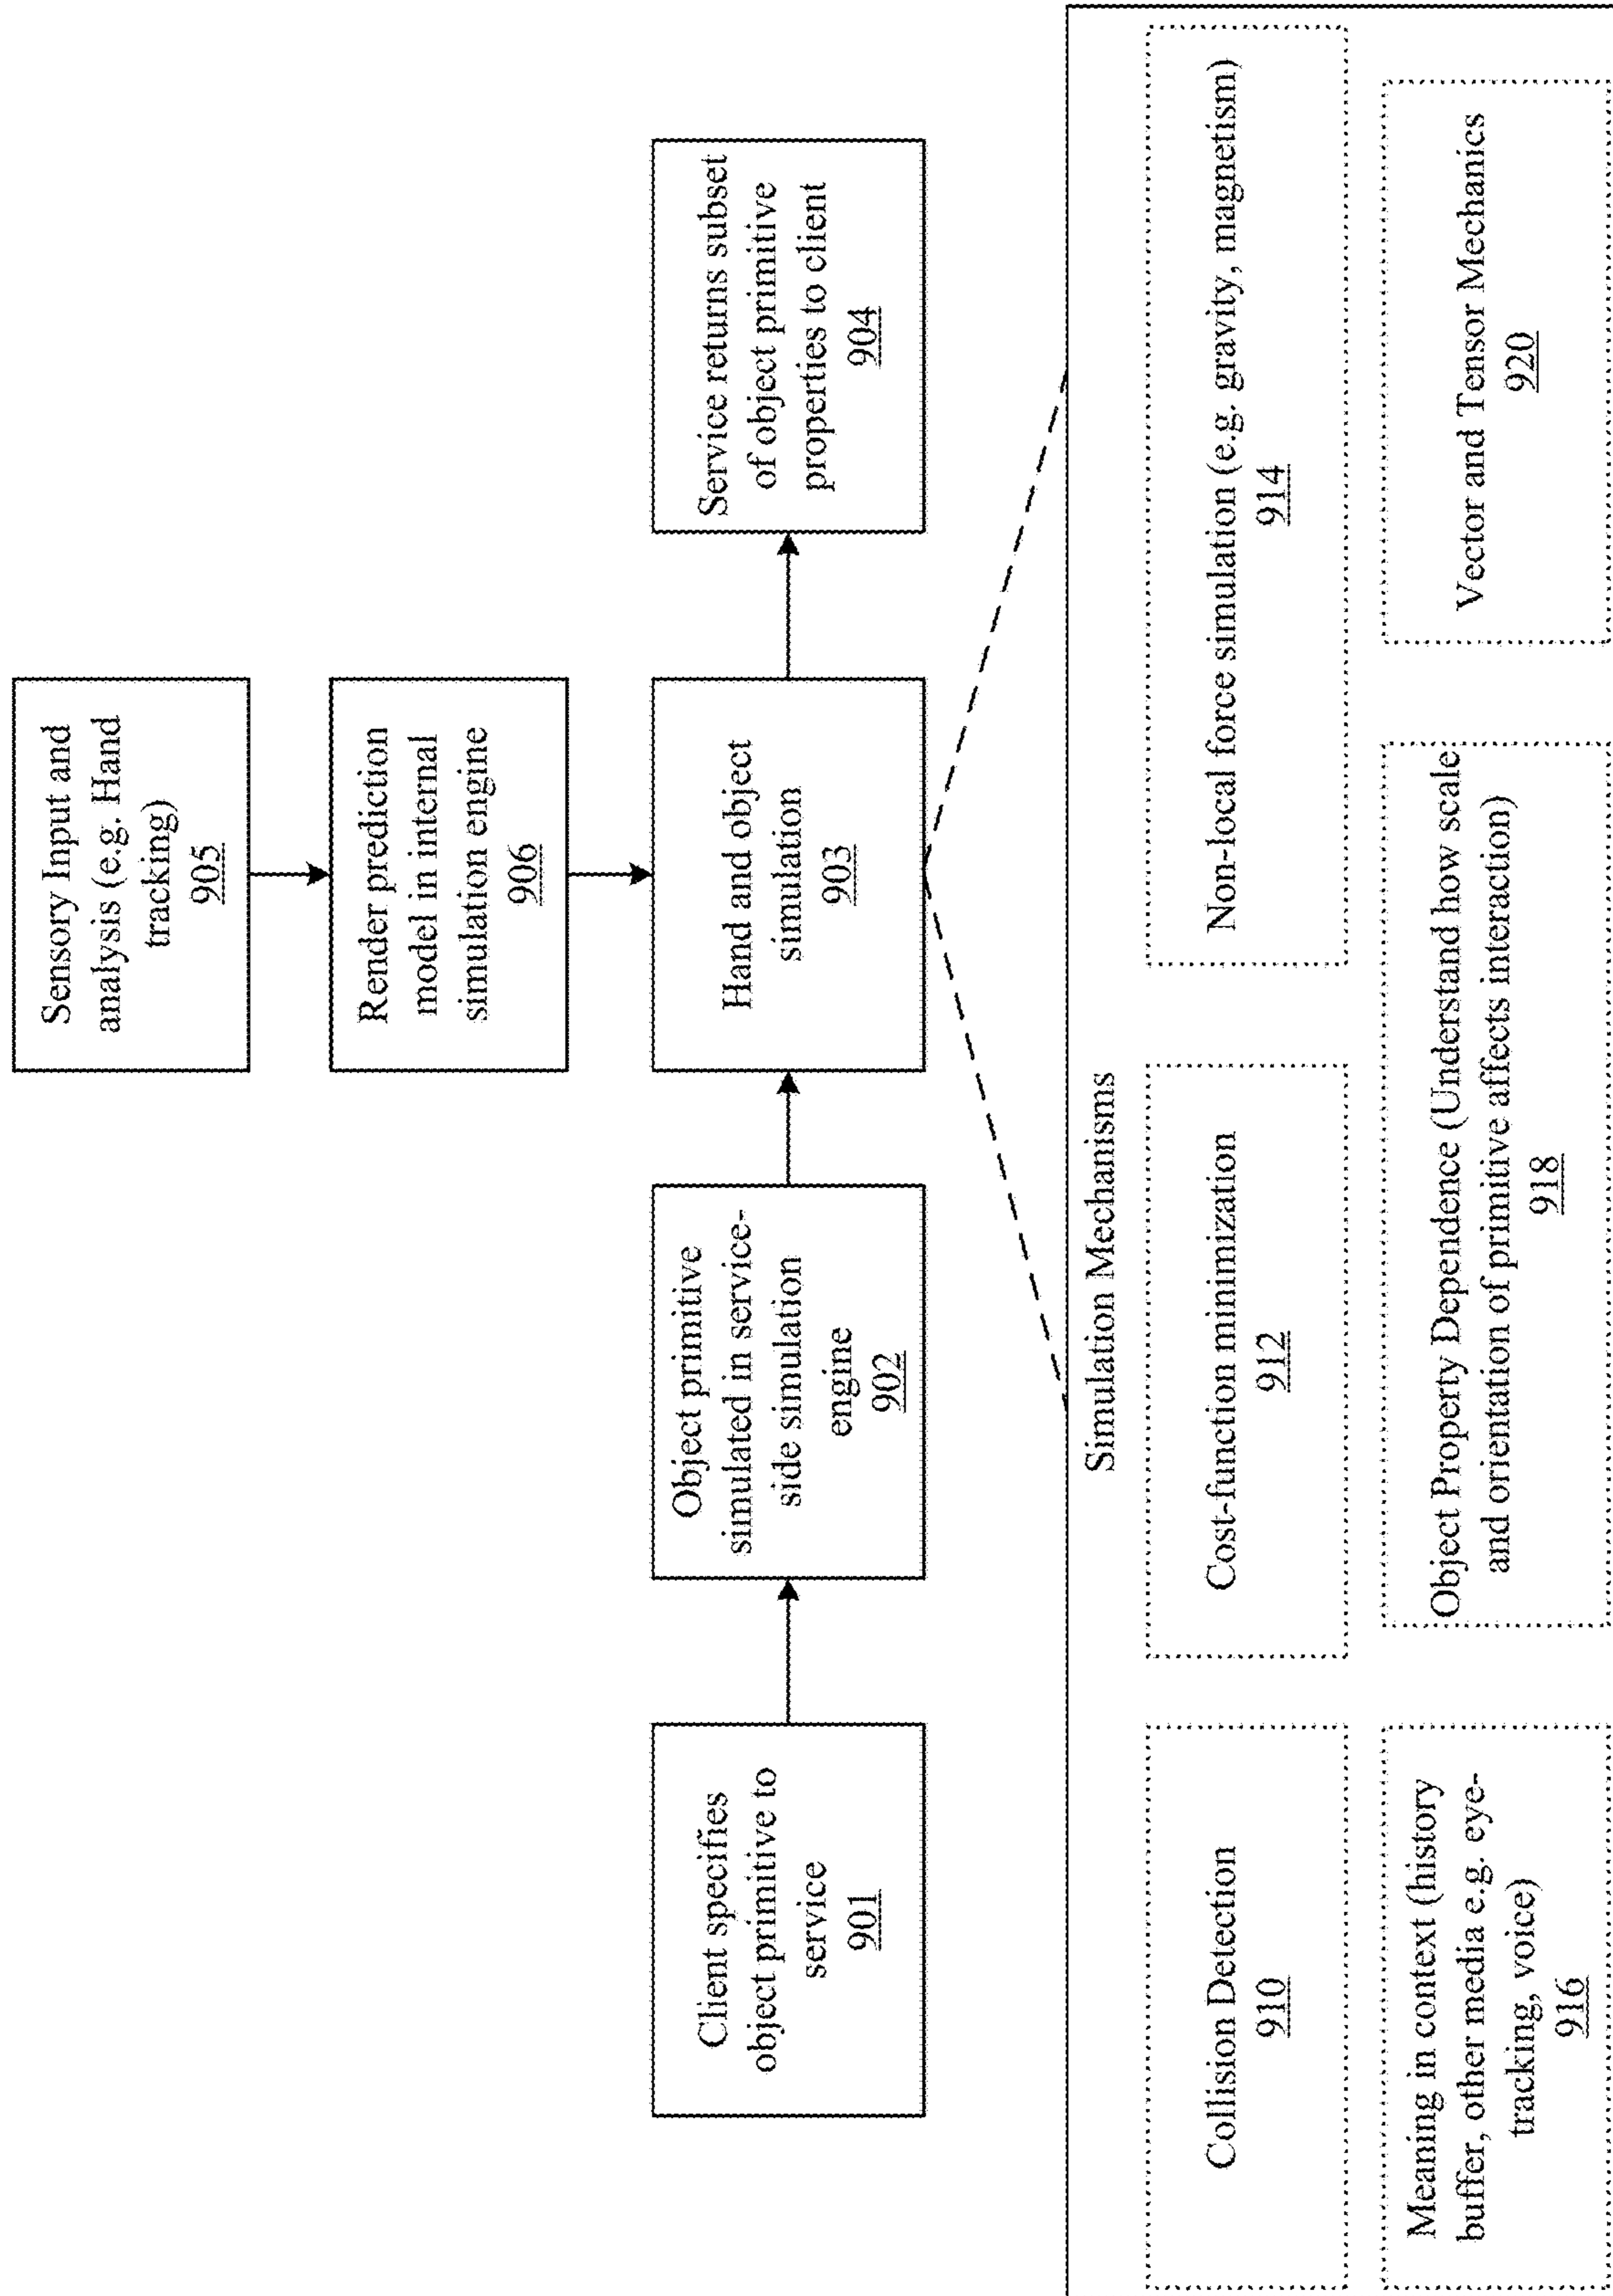 Sensory Input and
analysis (e.g. Hand
tracking)
905
Render prediction
model in internal
simulation engine
906
Client specifies
object primitive to
service
901
Object primitive
simulated in service-
side simulation
engine
902
Hand and object
simulation
903
Service returns subset
of object primitive
properties to client
904
Simulation Mechanisms
Collision Detection
910
Cost-function minimization
912
Non-local force simulation (e.g. gravity, magnetism)
914
Meaning in context (history
buffer, other media e.g. eye-
tracking, voice)
916
Object Property Dependence (Understand how scale
and orientation of primitive affects interaction)
918
Vector and Tensor Mechanics
920